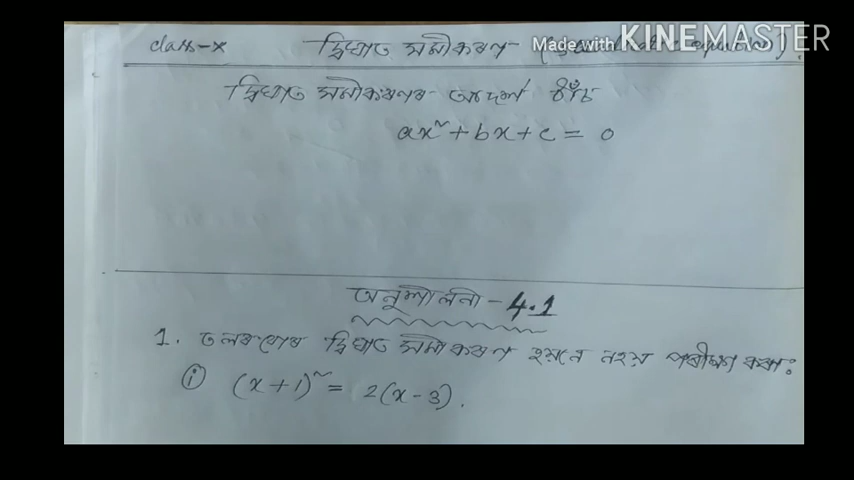 class-X দ্বিঘাত সমীকৰণ
Made with KINEMASTER
দ্বিঘাত সমীকৰণৰ আদৰ্শ ঠাঁচ
ax² + bx + c = 0
অনুশীলনী - 4.1
1. তলৰবোৰ দ্বিঘাত সমীকৰণ হয়নে নহয় পৰীক্ষা কৰা:
(i) (x + 1)² = 2(x - 3).